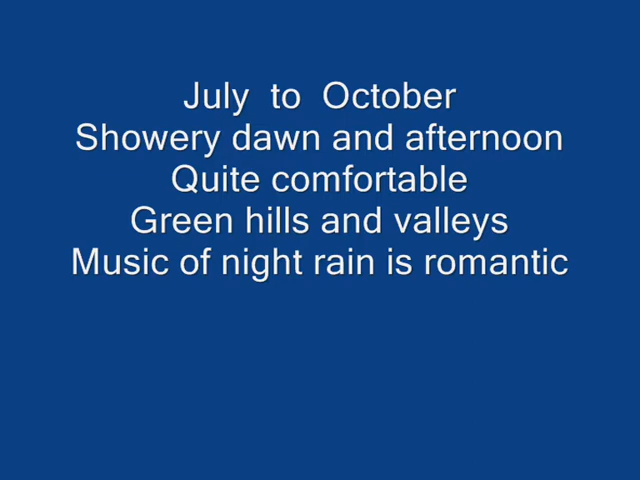 July to October
Showery dawn and afternoon
Quite comfortable
Green hills and valleys
Music of night rain is romantic